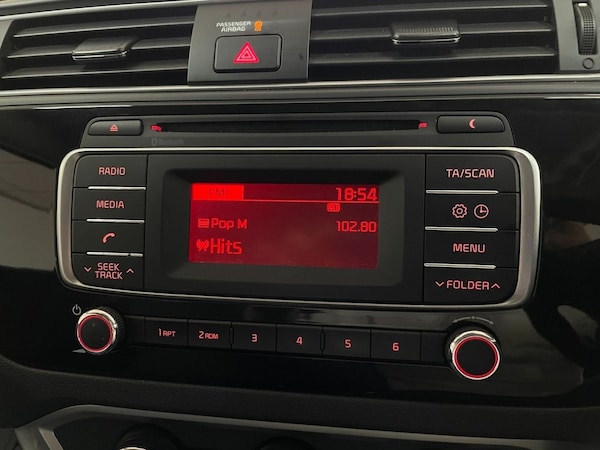 PASSENGER
AIRBAG
RADIO
MEDIA
SEEK
TRACK
18:54
Pop M
102.80
Hits
TA/SCAN
MENU
FOLDER
1 RPT
2 RDM
3
4
5
6